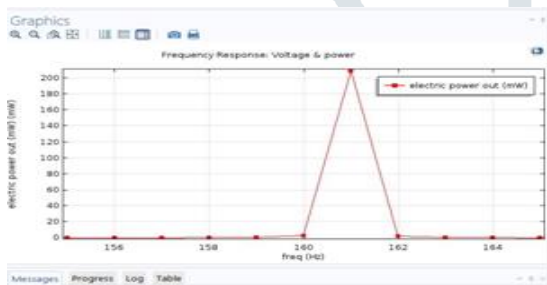 Graphics
Frequency Response: Voltage & power
electric power out (mW)
electric power out (mW) (mW)
200
180
160
140
120
100
80
60
40
20
0
156
158
160
162
164
freq (Hz)
Messages Progress Log Table